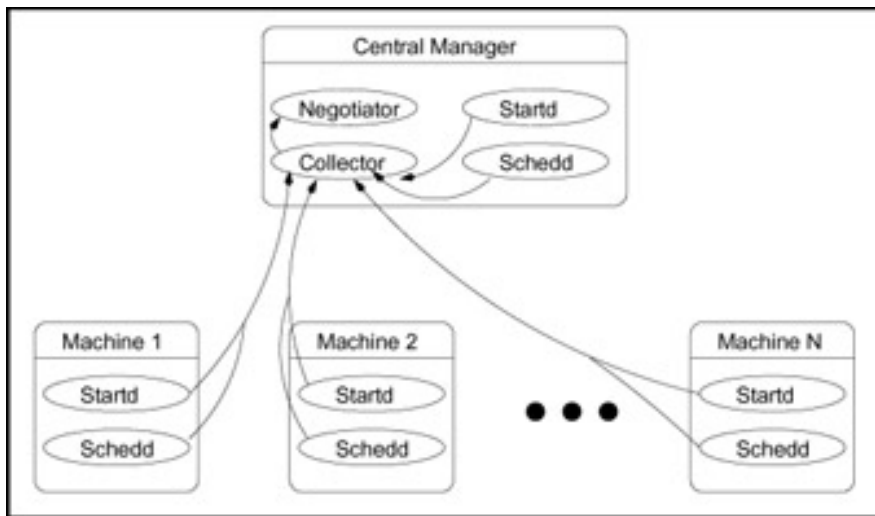 Central Manager
Negotiator Startd
Collector Schedd
Machine 1 Machine 2 Machine N
Startd Startd Startd
Schedd Schedd Schedd